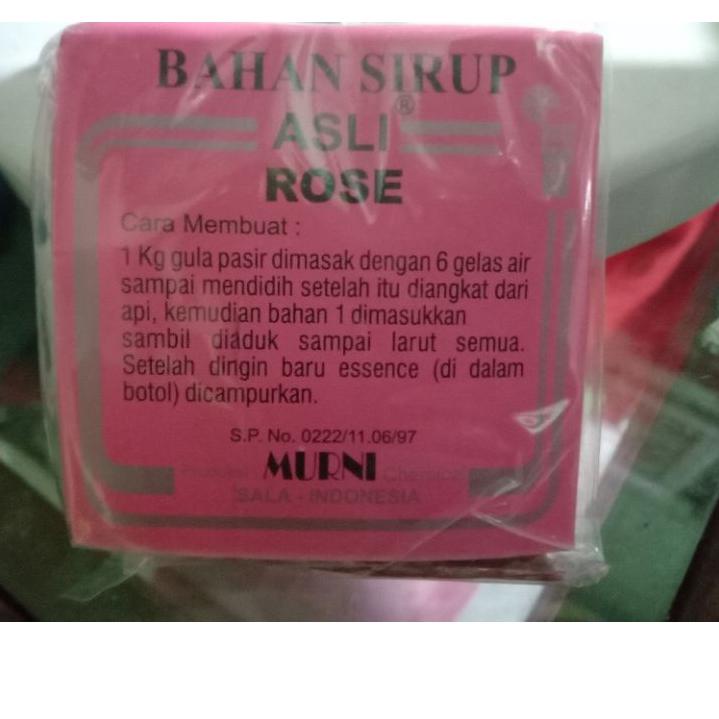 BAHAN SIRUP
ASLI ®
ROSE
Cara Membuat :
1 Kg gula pasir dimasak dengan 6 gelas air
sampai mendidih setelah itu diangkat dari
api, kemudian bahan 1 dimasukkan
sambil diaduk sampai larut semua.
Setelah dingin baru essence (di dalam
botol) dicampurkan.
S.P. No. 0222/11.06/97
Produksi MURNI Chemical
SALA - INDONESIA